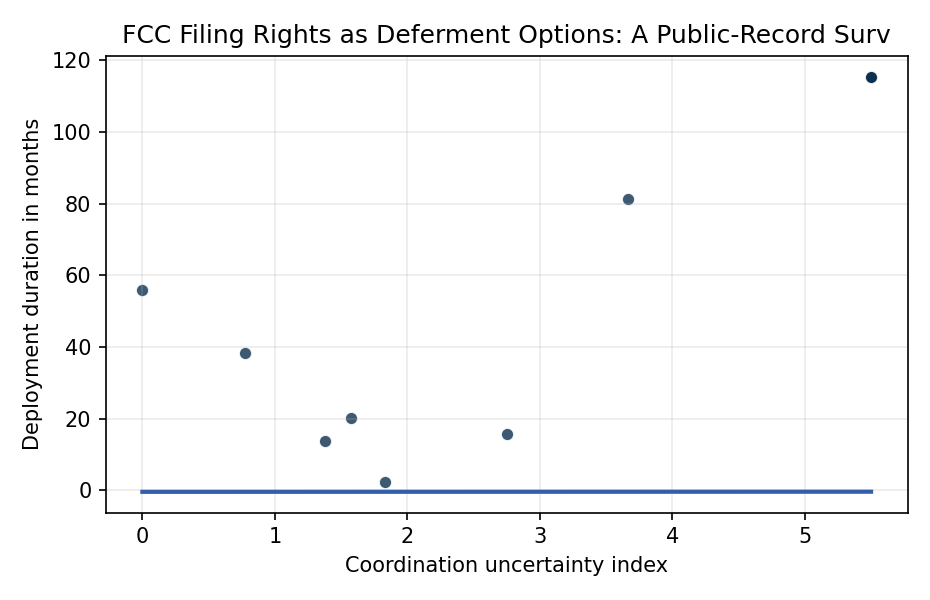 FCC Filing Rights as Deferment Options: A Public-Record Surv
Deployment duration in months
120
100
80
60
40
20
0
0 1 2 3 4 5
Coordination uncertainty index